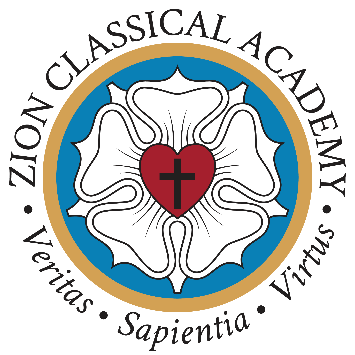 ZION CLASSICAL ACADEMY
• Veritas • Sapientia • Virtus •